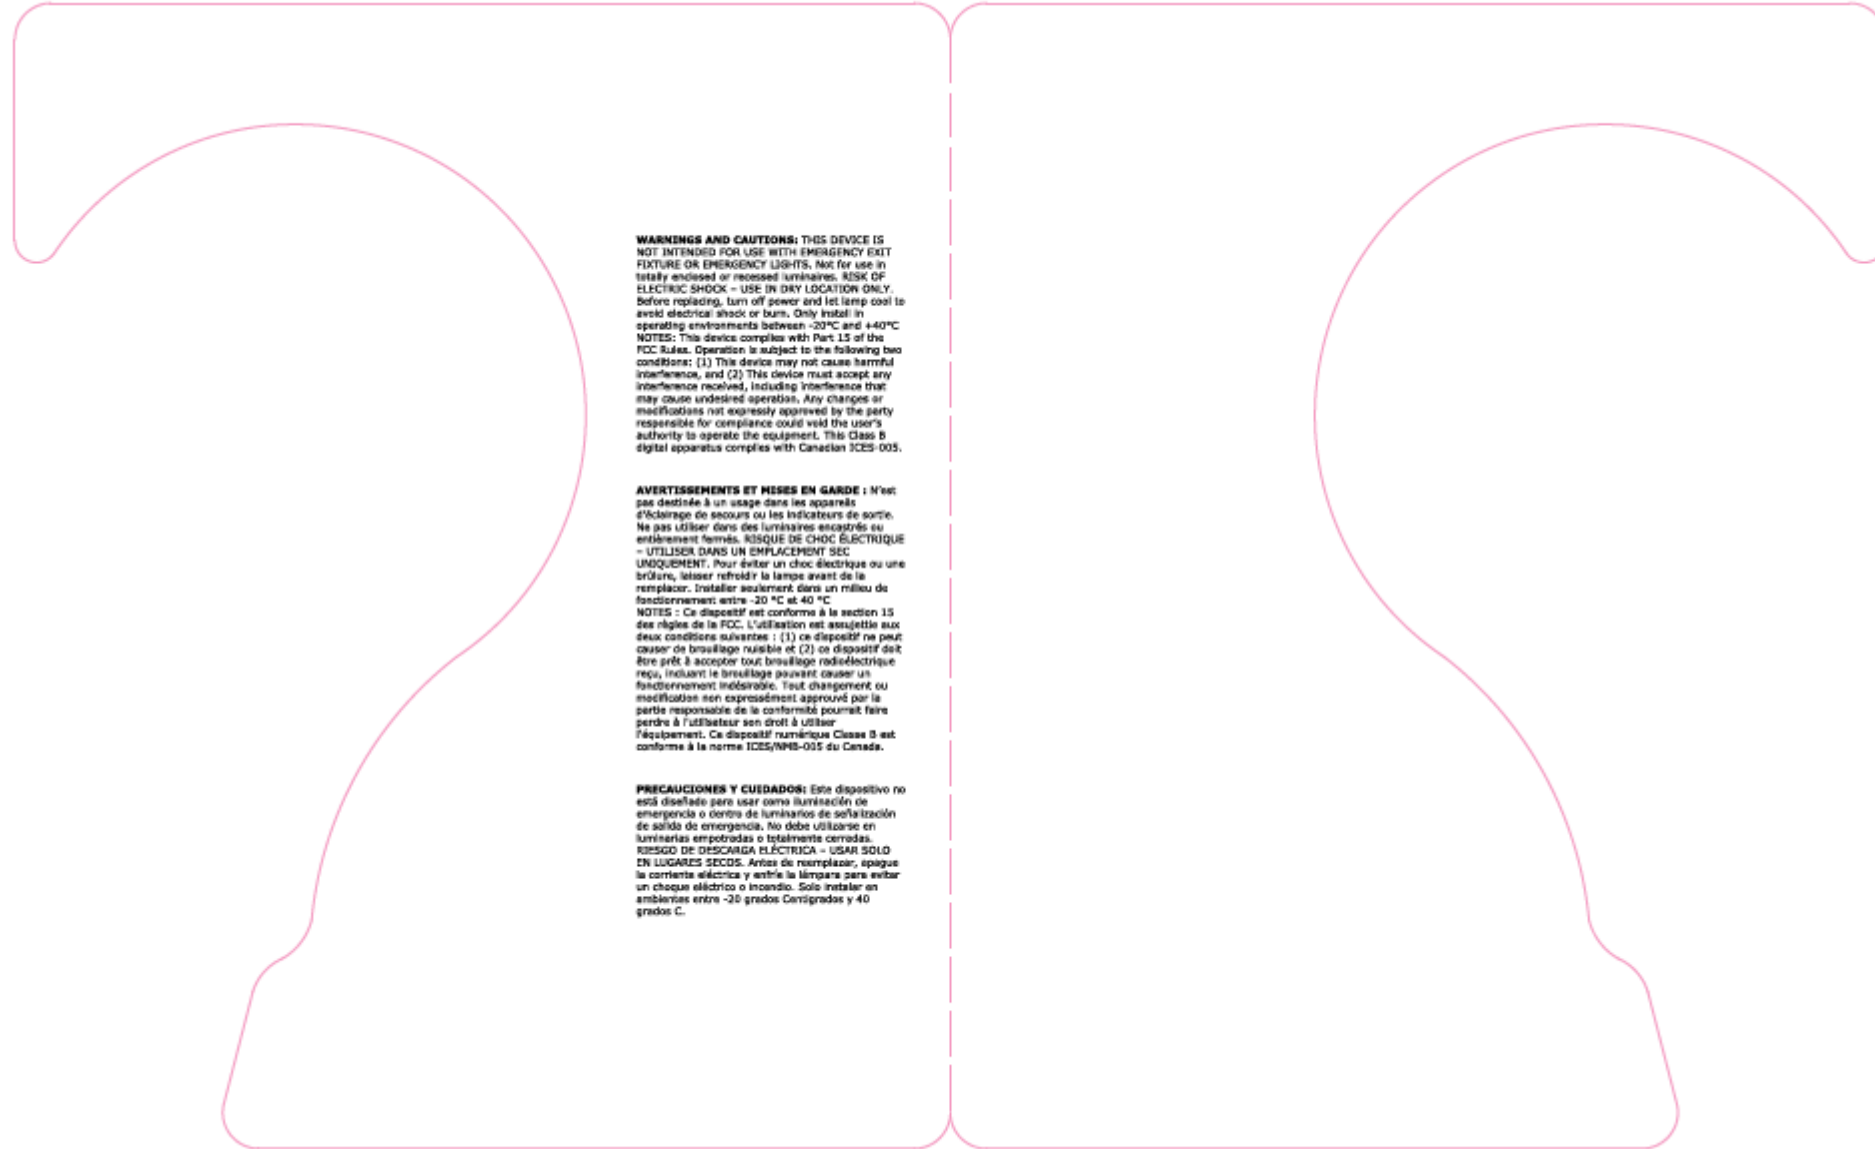 WARNINGS AND CAUTIONS: THIS DEVICE IS
NOT INTENDED FOR USE WITH EMERGENCY EXIT
FIXTURE OR EMERGENCY LIGHTS. Not for use in
totally enclosed or recessed luminaires. RISK OF
ELECTRIC SHOCK – USE IN DRY LOCATION ONLY.
Before replacing, turn off power and let lamp cool to
avoid electrical shock or burn. Only install in
operating environments between -20°C and +40°C
NOTES: This device complies with Part 15 of the
FCC Rules. Operation is subject to the following two
conditions: (1) This device may not cause harmful
interference, and (2) This device must accept any
interference received, including interference that
may cause undesired operation. Any changes or
modifications not expressly approved by the party
responsible for compliance could void the user's
authority to operate the equipment. This Class B
digital apparatus complies with Canadian ICES-005.
AVERTISSEMENTS ET MISES EN GARDE : N'est
pas destinée à un usage dans les appareils
d'éclairage de secours ou les indicateurs de sortie.
Ne pas utiliser dans des luminaires encastrés ou
entièrement fermés. RISQUE DE CHOC ÉLECTRIQUE
– UTILISER DANS UN EMPLACEMENT SEC
UNIQUEMENT. Pour éviter un choc électrique ou une
brûlure, laisser refroidir la lampe avant de la
remplacer. Installer seulement dans un milieu de
fonctionnement entre -20 °C et 40 °C
NOTES : Ce dispositif est conforme à la section 15
des règles de la FCC. L'utilisation est assujettie aux
deux conditions suivantes : (1) ce dispositif ne peut
causer de brouillage nuisible et (2) ce dispositif doit
être prêt à accepter tout brouillage radioélectrique
reçu, incluant le brouillage pouvant causer un
fonctionnement indésirable. Tout changement ou
modification non expressément approuvé par la
partie responsable de la conformité pourrait faire
perdre à l'utilisateur son droit à utiliser
l'équipement. Ce dispositif numérique Classe B est
conforme à la norme ICES/NMB-005 du Canada.
PRECAUCIONES Y CUIDADOS: Este dispositivo no
está diseñado para usar como iluminación de
emergencia o dentro de luminarios de señalización
de salida de emergencia. No debe utilizarse en
luminarias empotradas o totalmente cerradas.
RIESGO DE DESCARGA ELÉCTRICA – USAR SOLO
EN LUGARES SECOS. Antes de reemplazar, apague
la corriente eléctrica y enfríe la lámpara para evitar
un choque eléctrico o incendio. Solo instalar en
ambientes entre -20 grados Centigrados y 40
grados C.